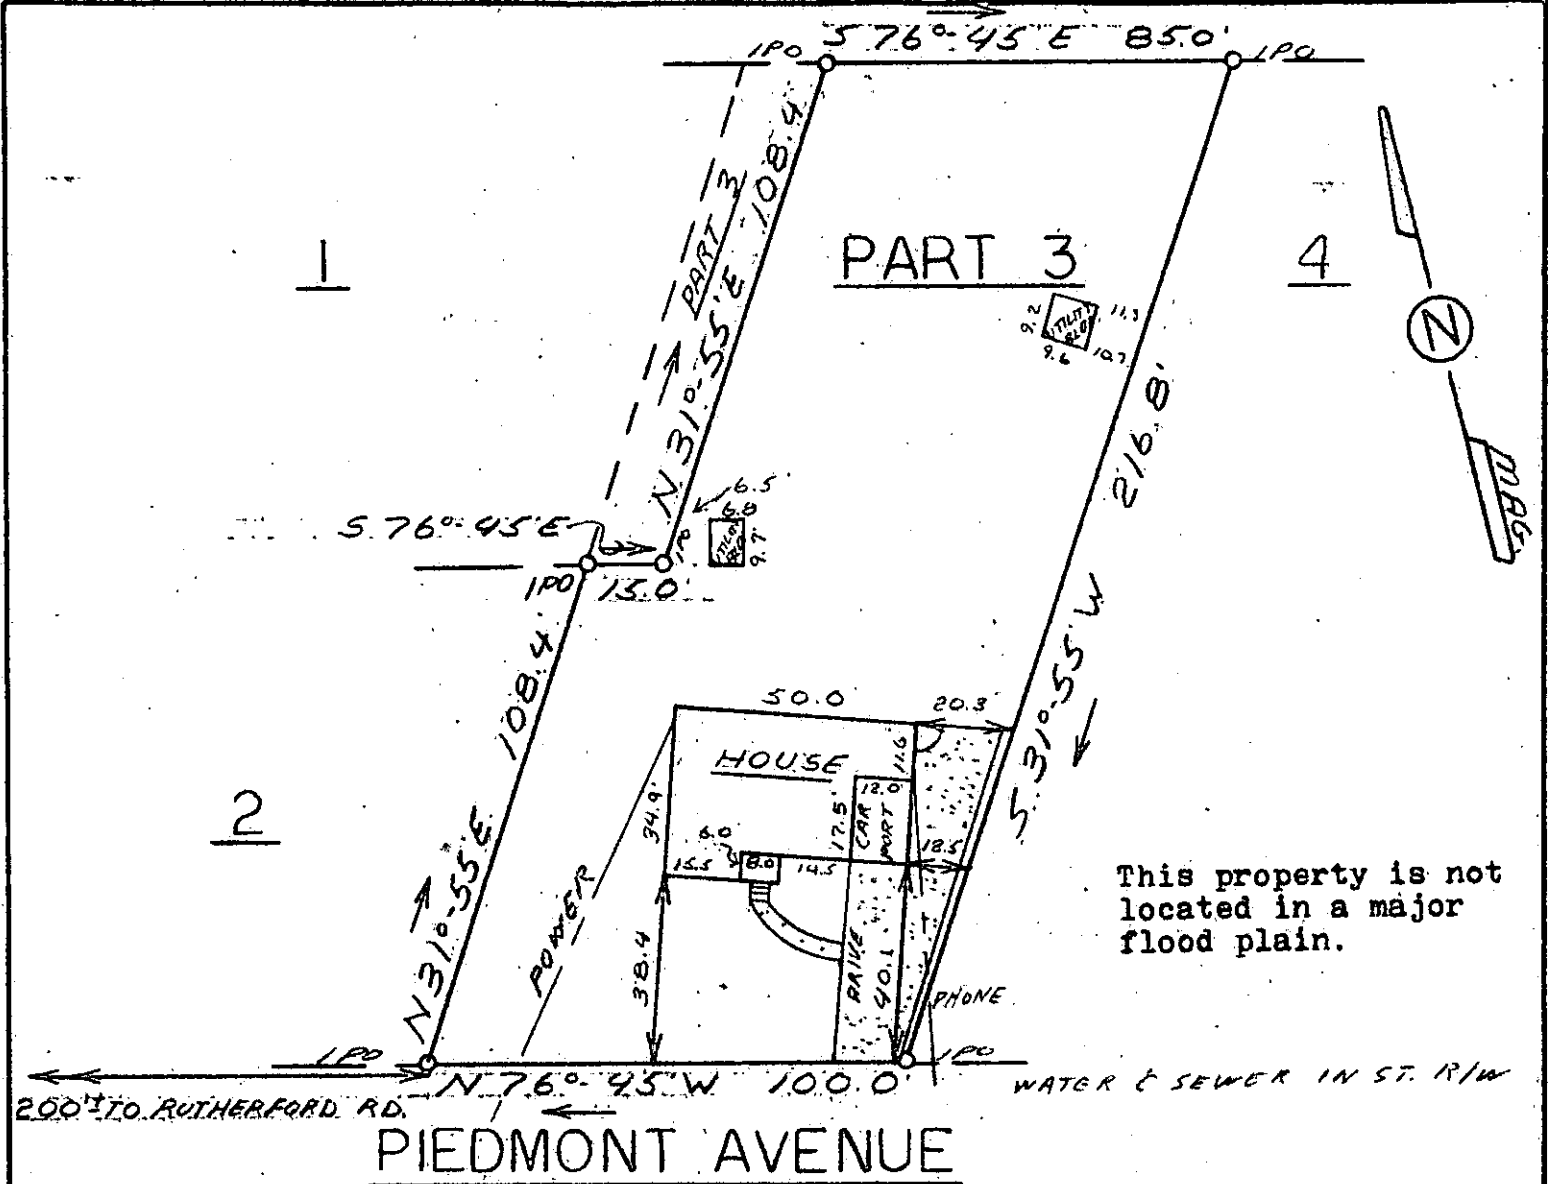 S 76°-45'E 85.0'
IPO
IPO
N 31°-55'E 108.4
PART 3
1
PART 3
4
N
MAG.
9.2
UTILITY BLDG
9.6
10.7
216.8'
6.5
6.8
9.7
S. 76°-45'E
IPO
IPO
15.0'
N 31°-55'E. 108.4'
2
S. 31°-55' W
50.0
20.3
HOUSE
11.6
12.0
34.9'
17.5'
CAR PORT
6.0
8.0
15.5
14.5
18.5
POWER
38.4
DRIVE
40.1
PHONE
This property is not
located in a major
flood plain.
IPO
IPO
N 76°-45' W 100.0'
WATER & SEWER IN ST. R/W
200'± TO RUTHERFORD RD.
PIEDMONT AVENUE